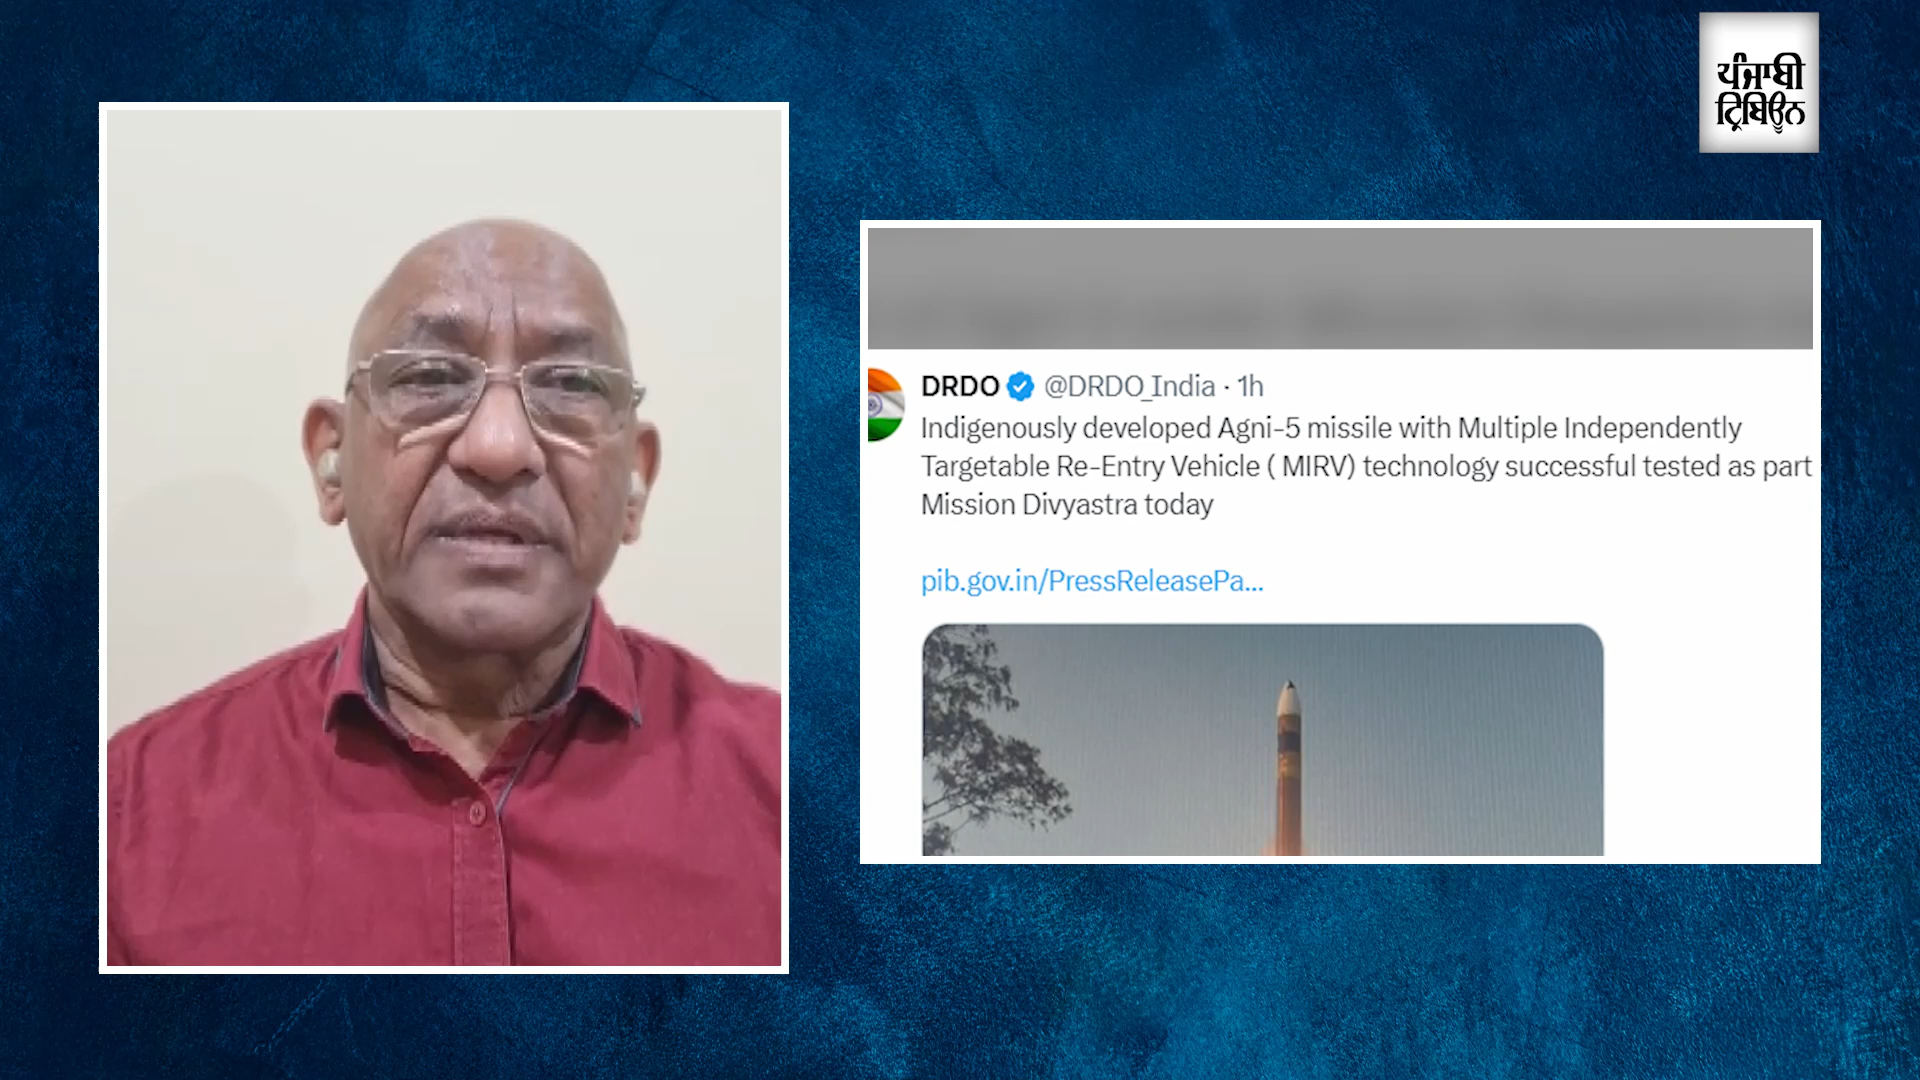 ਪੰਜਾਬੀ
ਟ੍ਰਿਬਿਊਨ
DRDO @DRDO_India · 1h
Indigenously developed Agni-5 missile with Multiple Independently
Targetable Re-Entry Vehicle ( MIRV) technology successful tested as part
Mission Divyastra today
pib.gov.in/PressReleasePa...